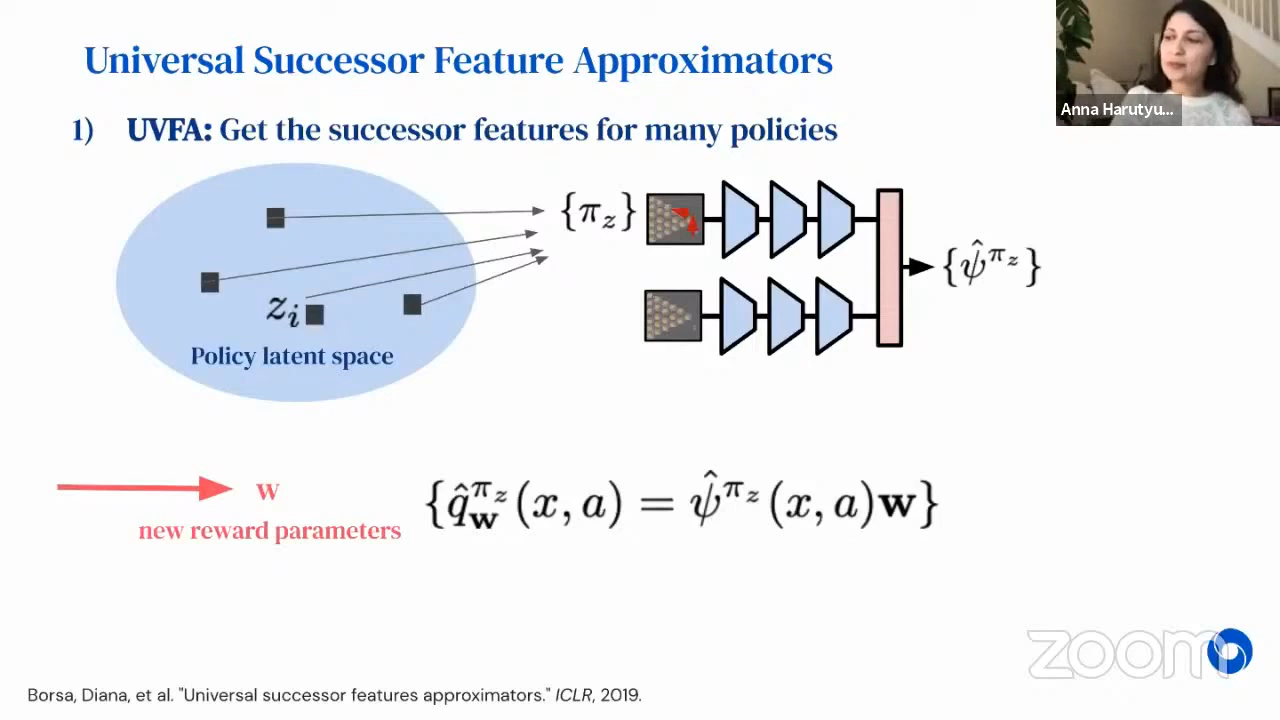 Universal Successor Feature Approximators
Anna Harutyu...
1) UVFA: Get the successor features for many policies
{π_z}
{ψ̂^{π_z}}
z_i
Policy latent space
w
new reward parameters
{q̂_w^{π_z}(x, a) = ψ̂^{π_z}(x, a)w}
zoom
Borsa, Diana, et al. "Universal successor features approximators." ICLR, 2019.